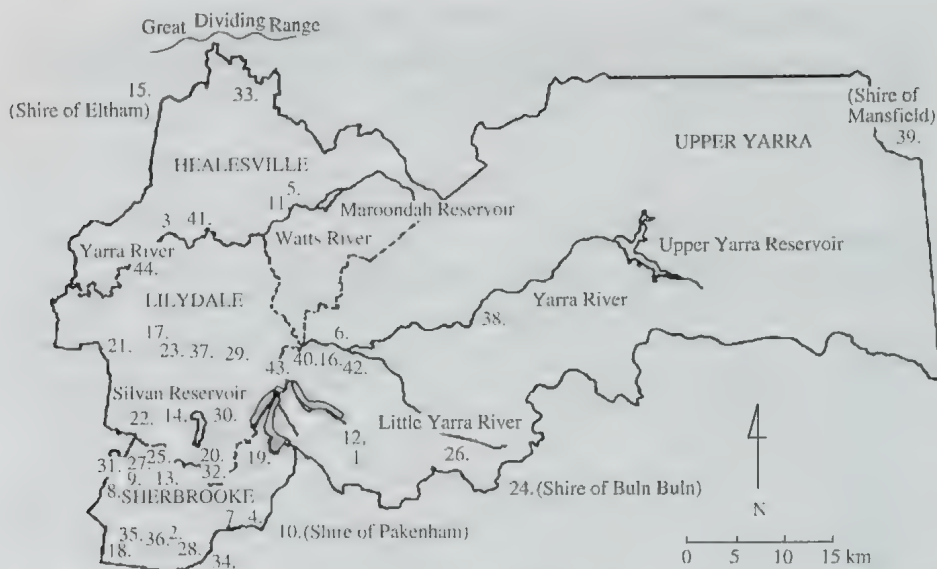 Great Dividing Range
15.
(Shire of Eltham)
33.
(Shire of
Mansfield)
39.
HEALESVILLE
UPPER YARRA
5.
11.
Maroondah Reservoir
3
41.
Yarra River
Watts River
Upper Yarra Reservoir
44.
LILYDALE
Yarra River
17.
6.
38.
21.
23.
37.
29.
43.
40.
16.
42.
Silvan Reservoir
22.
14.
30.
Little Yarra River
12,
1
31.
27.
25.
20.
19.
26.
9.
13.
32.
8.
SHERBROOKE
24.(Shire of Buln Buln)
7
4.
10.(Shire of Pakenham)
35.
36.
2.
18.
28.
34.
N
0 5 10 15 km